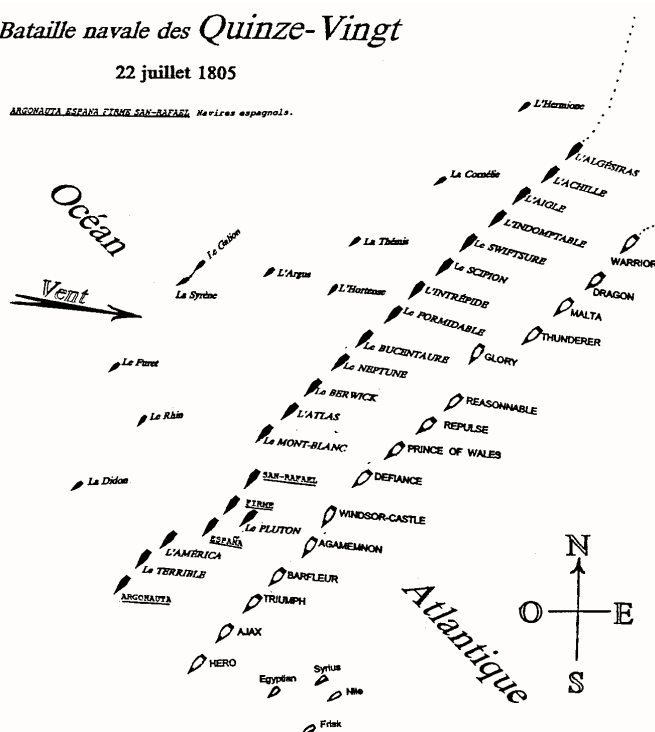 Bataille navale des Quinze-Vingt
22 juillet 1805
ARGONAUTA ESPANA FIRME SAN-RAFAEL Navires espagnols.
L'Hermione
L'ALGÉSIRAS
La Cornélie
L'ACHILLE
L'AIGLE
Océan
L'INDOMPTABLE
Le Galion
La Thémis
Le SWIFTSURE
WARRIOR
L'Argus
Le SCIPION
DRAGON
La Syrène
L'Hortense
L'INTRÉPIDE
Vent
MALTA
Le FORMIDABLE
THUNDERER
Le BUCENTAURE
GLORY
Le Furet
Le NEPTUNE
Le BERWICK
REASONNABLE
Le Rhin
L'ATLAS
REPULSE
Le MONT-BLANC
PRINCE OF WALES
La Didon
SAN-RAFAEL
DEFIANCE
FIRME
WINDSOR-CASTLE
Le PLUTON
ESPAÑA
AGAMEMNON
L'AMÉRICA
N
Le TERRIBLE
BARFLEUR
ARGONAUTA
TRIUMPH
O
E
AJAX
Atlantique
HERO
Egyptian
Syrius
Nile
S
Frisk